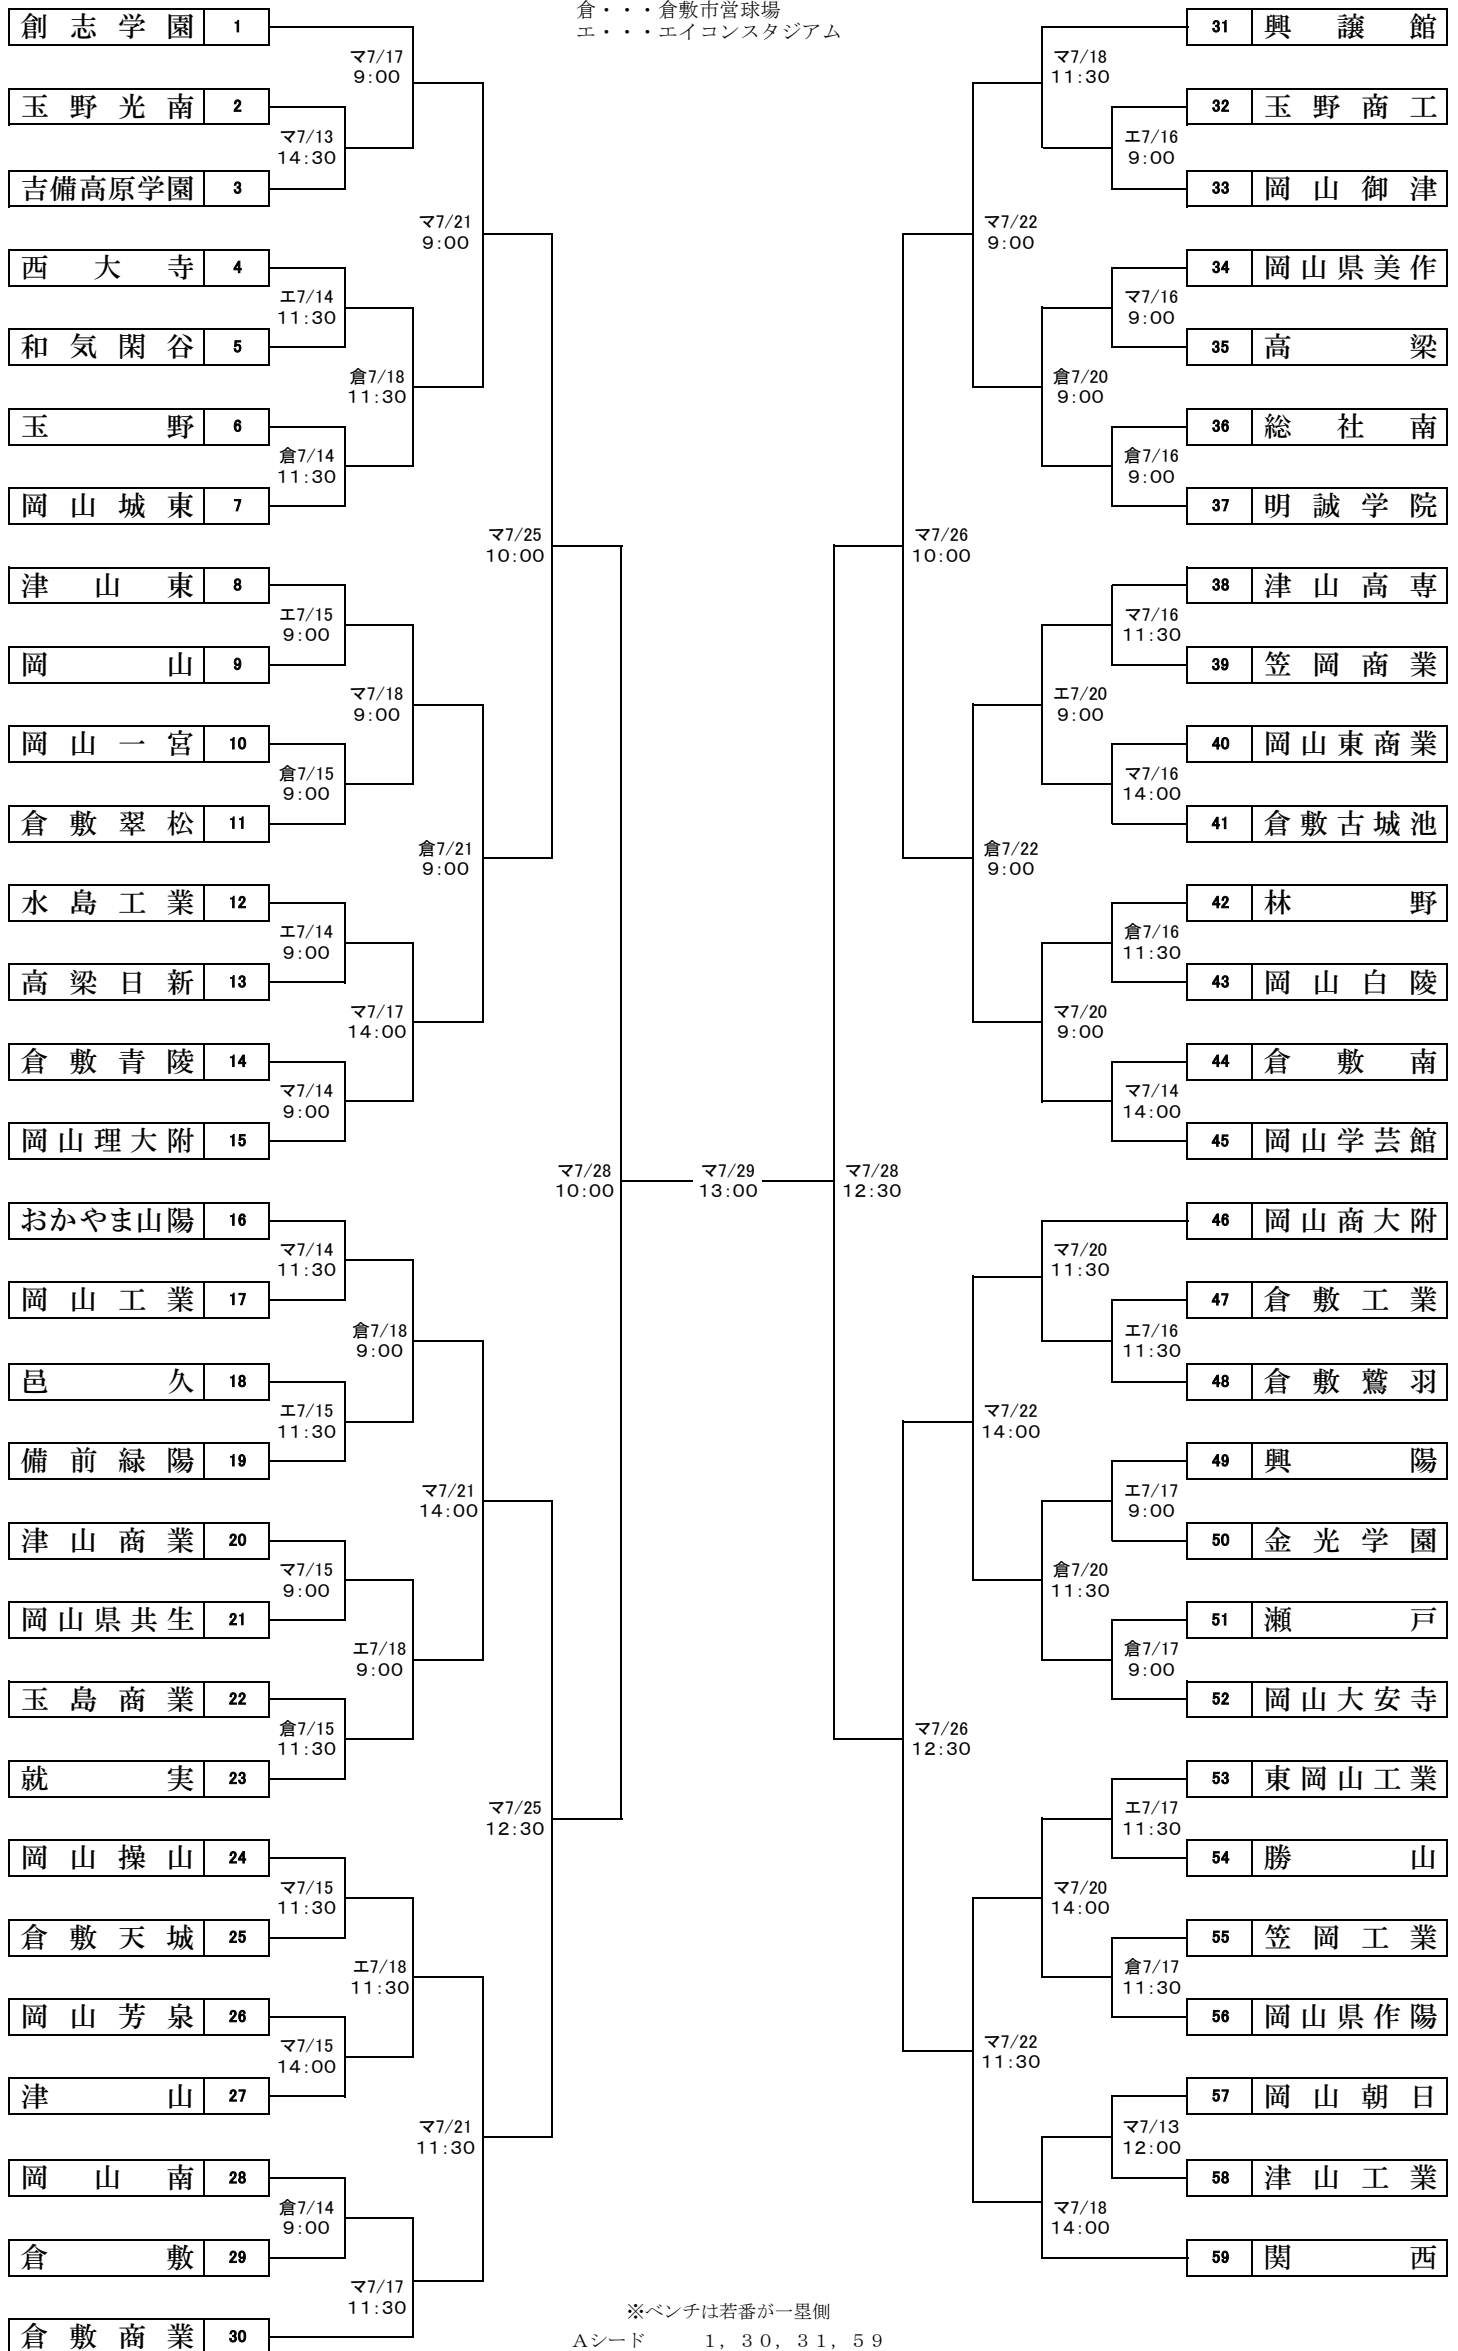 倉・・・倉敷市営球場
エ・・・エイコンスタジアム
創志学園 1
マ7/17
9:00
玉野光南 2
マ7/13
14:30
吉備高原学園 3
マ7/21
9:00
西大寺 4
エ7/14
11:30
和気閑谷 5
倉7/18
11:30
玉野 6
倉7/14
11:30
岡山城東 7
マ7/25
10:00
津山東 8
エ7/15
9:00
岡山 9
マ7/18
9:00
岡山一宮 10
倉7/15
9:00
倉敷翠松 11
倉7/21
9:00
水島工業 12
エ7/14
9:00
高梁日新 13
マ7/17
14:00
倉敷青陵 14
マ7/14
9:00
岡山理大附 15
マ7/28
10:00
おかやま山陽 16
マ7/14
11:30
岡山工業 17
倉7/18
9:00
邑久 18
エ7/15
11:30
備前緑陽 19
マ7/21
14:00
津山商業 20
マ7/15
9:00
岡山県共生 21
エ7/18
9:00
玉島商業 22
倉7/15
11:30
就実 23
マ7/25
12:30
岡山操山 24
マ7/15
11:30
倉敷天城 25
エ7/18
11:30
岡山芳泉 26
マ7/15
14:00
津山 27
マ7/21
11:30
岡山南 28
倉7/14
9:00
倉敷 29
マ7/17
11:30
倉敷商業 30
マ7/29
13:00
31 興譲館
マ7/18
11:30
32 玉野商工
エ7/16
9:00
33 岡山御津
マ7/22
9:00
34 岡山県美作
マ7/16
9:00
35 高梁
倉7/20
9:00
36 総社南
倉7/16
9:00
37 明誠学院
マ7/26
10:00
38 津山高専
マ7/16
11:30
39 笠岡商業
エ7/20
9:00
40 岡山東商業
マ7/16
14:00
41 倉敷古城池
倉7/22
9:00
42 林野
倉7/16
11:30
43 岡山白陵
マ7/20
9:00
44 倉敷南
マ7/14
14:00
45 岡山学芸館
マ7/28
12:30
46 岡山商大附
マ7/20
11:30
47 倉敷工業
エ7/16
11:30
48 倉敷鷲羽
マ7/22
14:00
49 興陽
エ7/17
9:00
50 金光学園
倉7/20
11:30
51 瀬戸
倉7/17
9:00
52 岡山大安寺
マ7/26
12:30
53 東岡山工業
エ7/17
11:30
54 勝山
マ7/20
14:00
55 笠岡工業
倉7/17
11:30
56 岡山県作陽
マ7/22
11:30
57 岡山朝日
マ7/13
12:00
58 津山工業
マ7/18
14:00
59 関西
※ベンチは若番が一塁側
Aシード 1，30，31，59